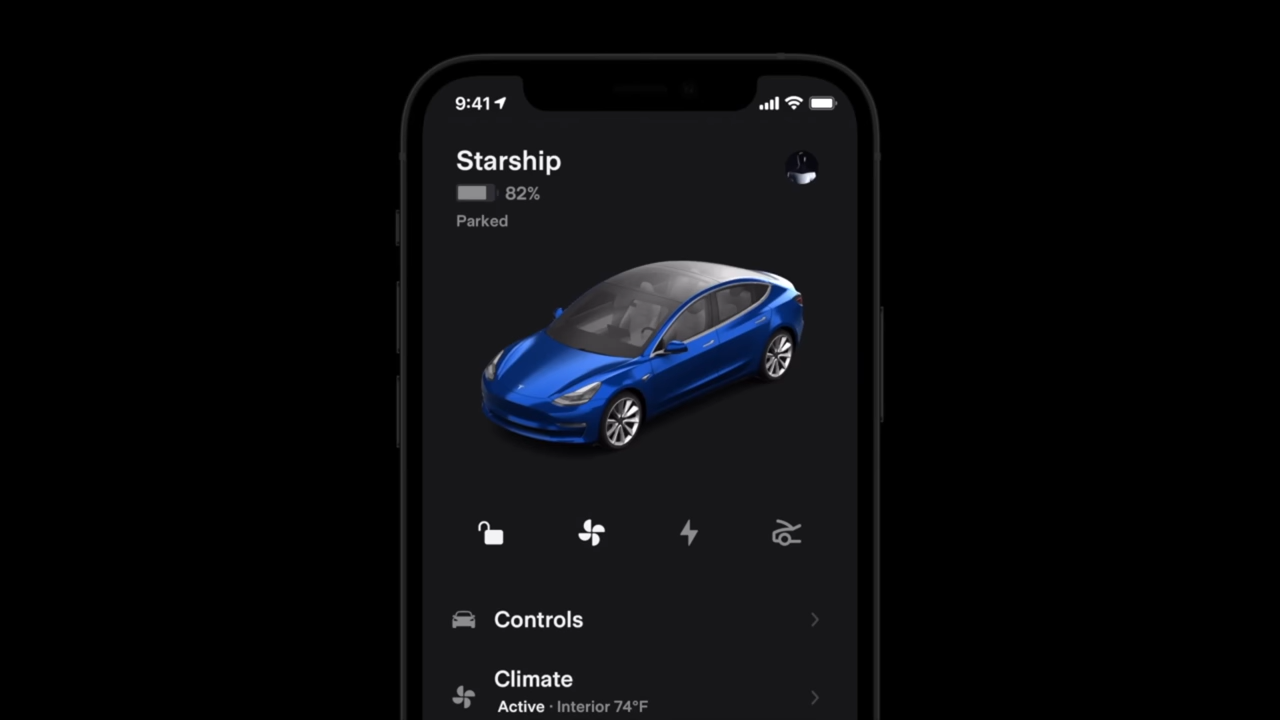 9:41
Starship
82%
Parked
Controls
Climate
Active · Interior 74°F